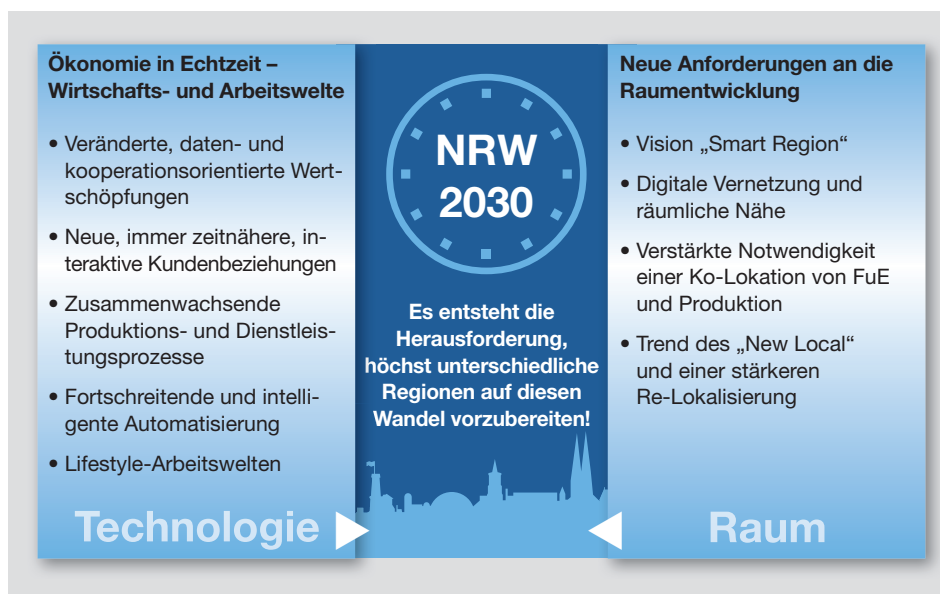 Ökonomie in Echtzeit –
Wirtschafts- und Arbeitswelte
• Veränderte, daten- und
kooperationsorientierte Wert-
schöpfungen
• Neue, immer zeitnähere, in-
teraktive Kundenbeziehungen
• Zusammenwachsende
Produktions- und Dienstleis-
tungsprozesse
• Fortschreitende und intelli-
gente Automatisierung
• Lifestyle-Arbeitswelten
Technologie
NRW
2030
Es entsteht die
Herausforderung,
höchst unterschiedliche
Regionen auf diesen
Wandel vorzubereiten!
Neue Anforderungen an die
Raumentwicklung
• Vision „Smart Region“
• Digitale Vernetzung und
räumliche Nähe
• Verstärkte Notwendigkeit
einer Ko-Lokation von FuE
und Produktion
• Trend des „New Local“
und einer stärkeren
Re-Lokalisierung
Raum